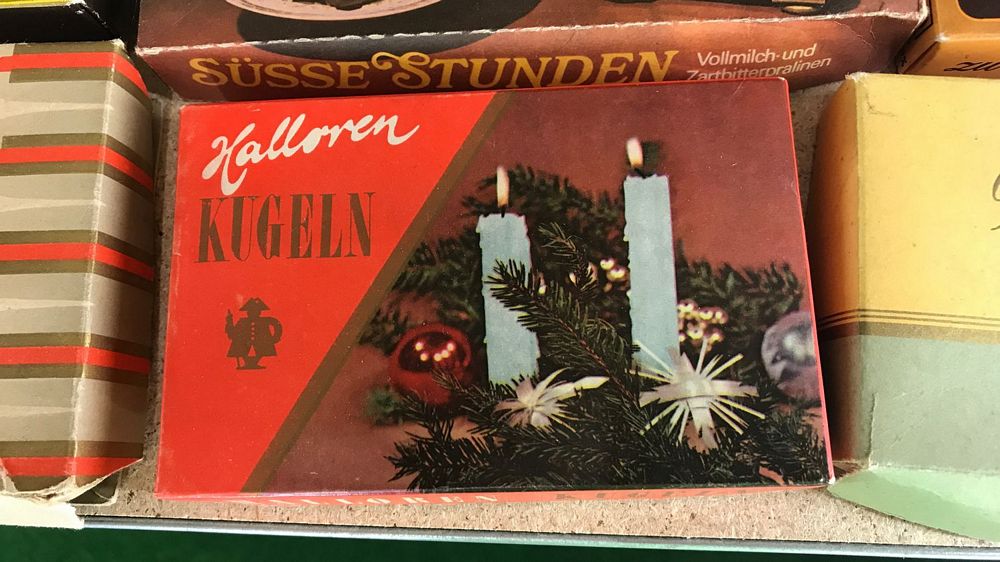 SÜSSE STUNDEN
Vollmilch-und
Zartbitterpralinen
Halloren
KUGELN